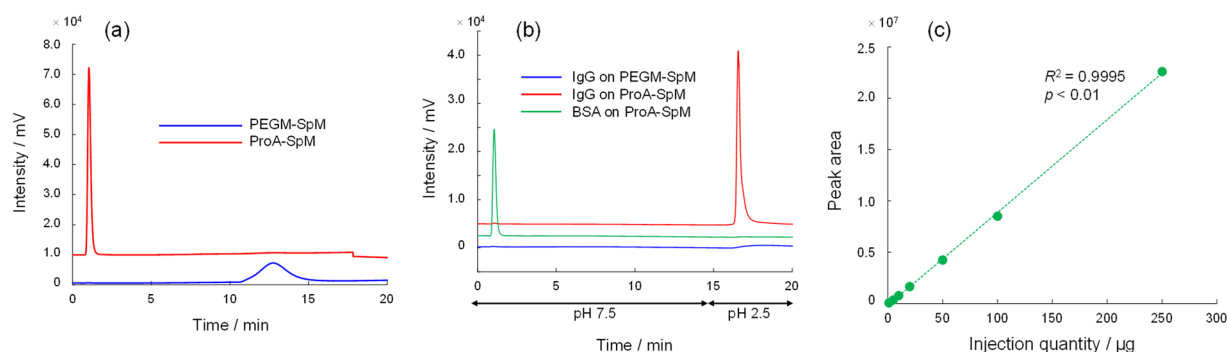 (a)
× 10⁴
8.0
7.0
6.0
5.0
4.0
3.0
2.0
1.0
0
Intensity / mV
PEGM-SpM
ProA-SpM
0 5 10 15 20
Time / min
(b)
× 10⁴
5.0
4.0
3.0
2.0
1.0
0
-1.0
Intensity / mV
IgG on PEGM-SpM
IgG on ProA-SpM
BSA on ProA-SpM
0 5 10 15 20
pH 7.5 pH 2.5
Time / min
(c)
× 10⁷
2.5
2.0
1.5
1.0
0.5
0
Peak area
R² = 0.9995
p < 0.01
0 50 100 150 200 250 300
Injection quantity / µg